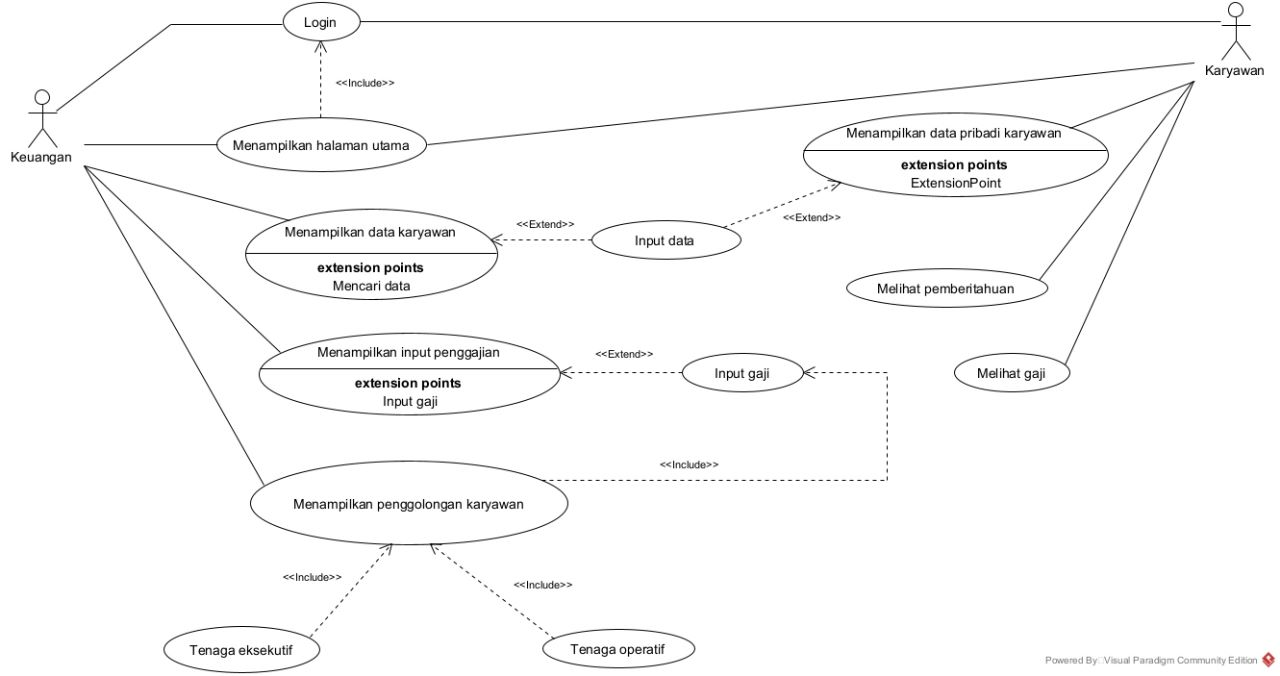 Login
Karyawan
<<Include>>
Keuangan
Menampilkan halaman utama
Menampilkan data pribadi karyawan
extension points
ExtensionPoint
<<Extend>>
<<Extend>>
Menampilkan data karyawan
extension points
Mencari data
Input data
Melihat pemberitahuan
Menampilkan input penggajian
extension points
Input gaji
<<Extend>>
Input gaji
Melihat gaji
<<Include>>
Menampilkan penggolongan karyawan
<<Include>>
<<Include>>
Tenaga eksekutif
Tenaga operatif
Powered By Visual Paradigm Community Edition